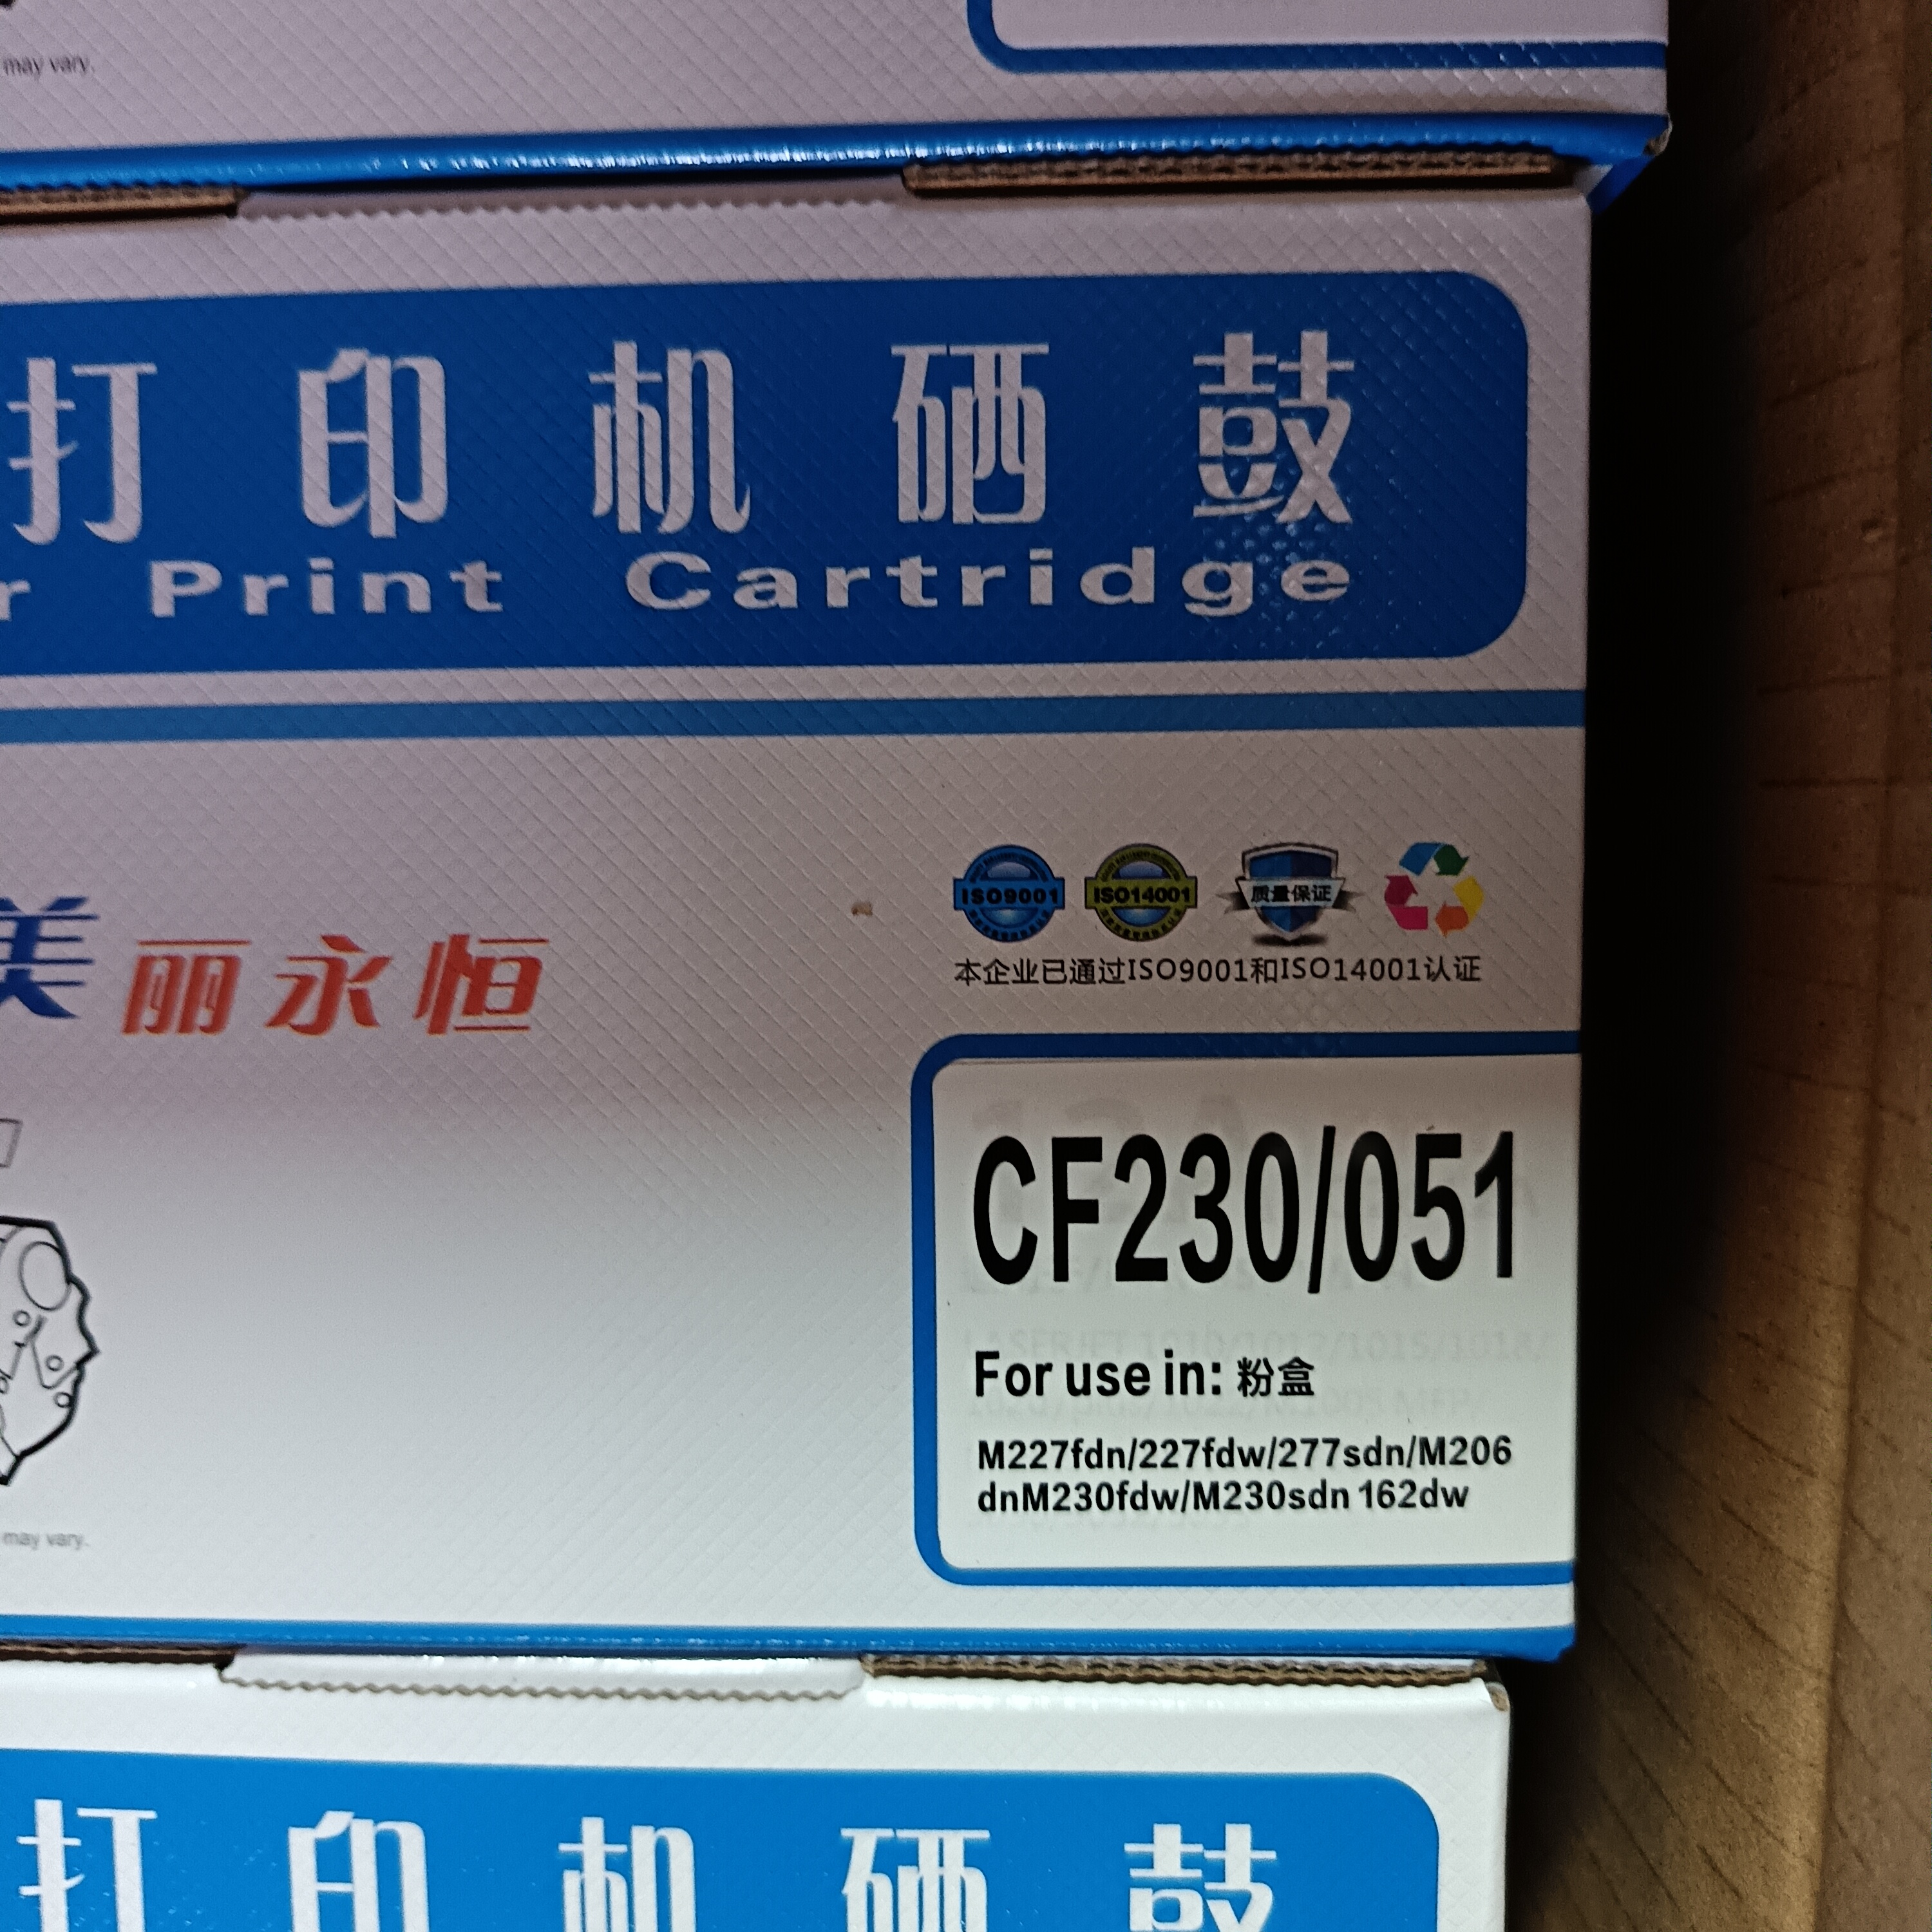 may vary.
打印机硒鼓
r Print Cartridge
美丽永恒
ISO9001
ISO14001
质量保证
本企业已通过ISO9001和ISO14001认证
CF230/051
For use in: 粉盒
M227fdn/227fdw/277sdn/M206
dnM230fdw/M230sdn 162dw
may vary.
打印机硒鼓